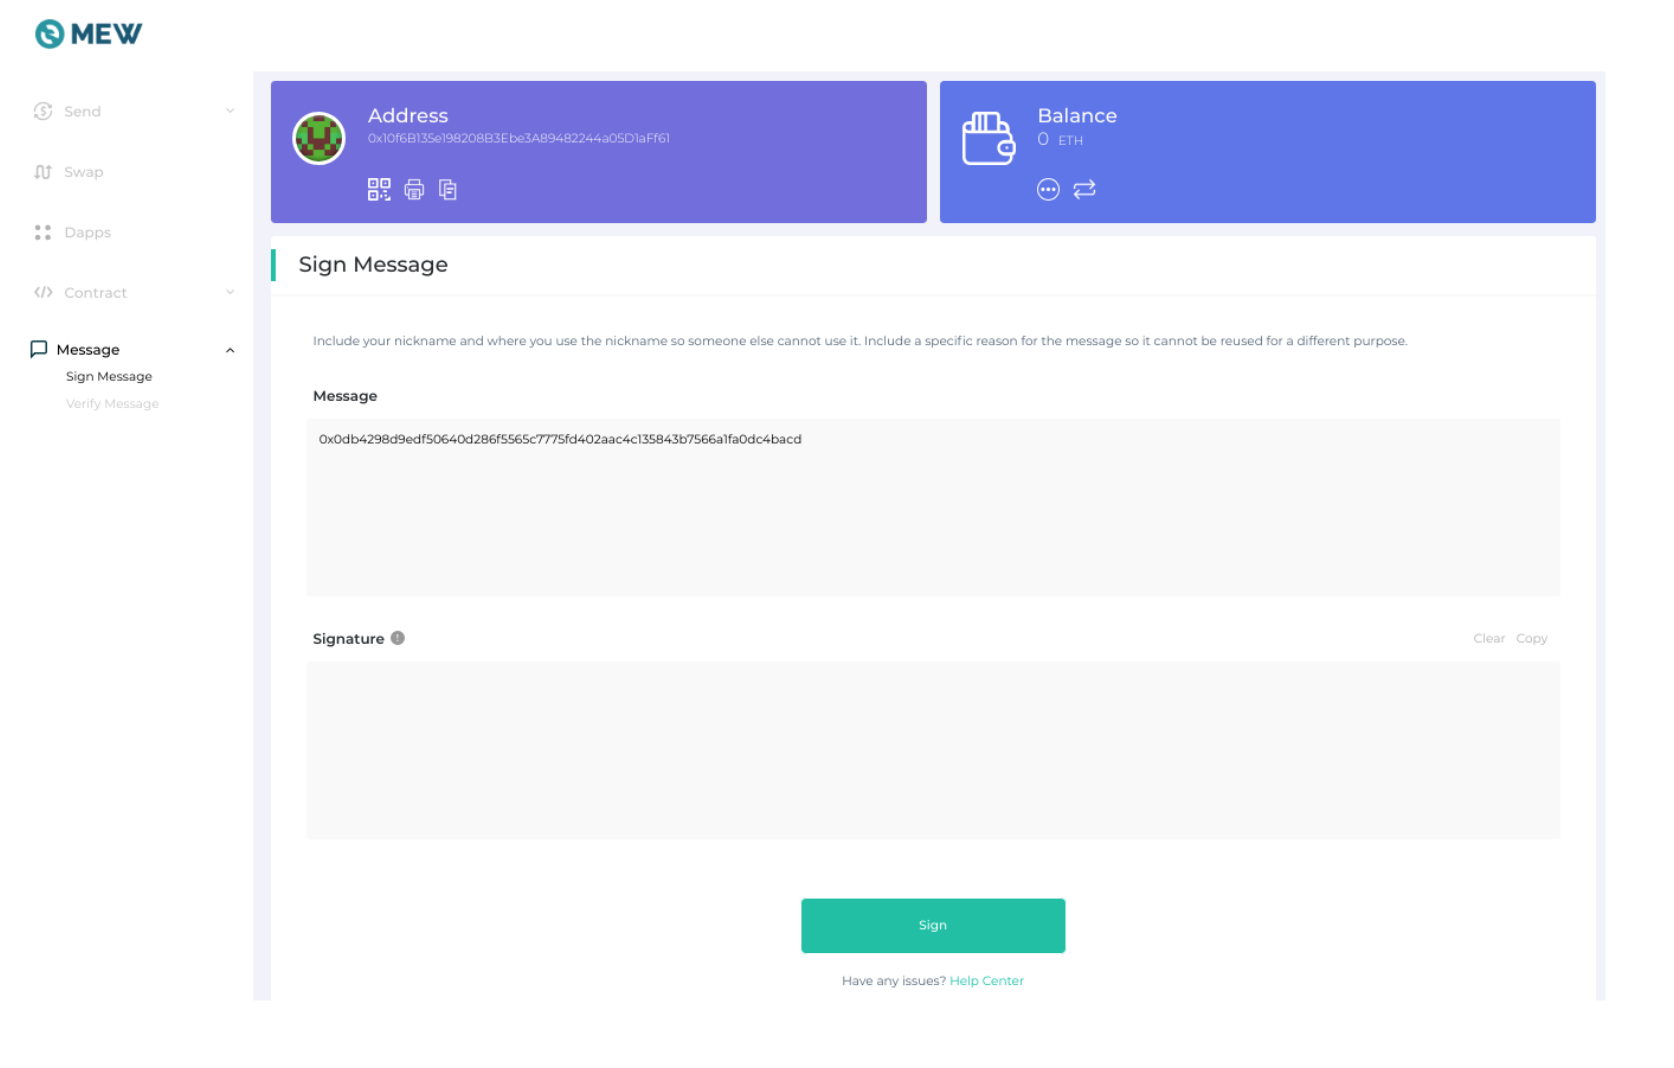 MEW
Send
Swap
Dapps
Contract
Message
Sign Message
Verify Message
Address
0x10f6B135e198208B3Ebe3A89482244a05D1aFf61
Balance
0 ETH
Sign Message
Include your nickname and where you use the nickname so someone else cannot use it. Include a specific reason for the message so it cannot be reused for a different purpose.
Message
0x0db4298d9edf50640d286f5565c7775fd402aac4c135843b7566a1fa0dc4bacd
Signature
Clear Copy
Sign
Have any issues? Help Center